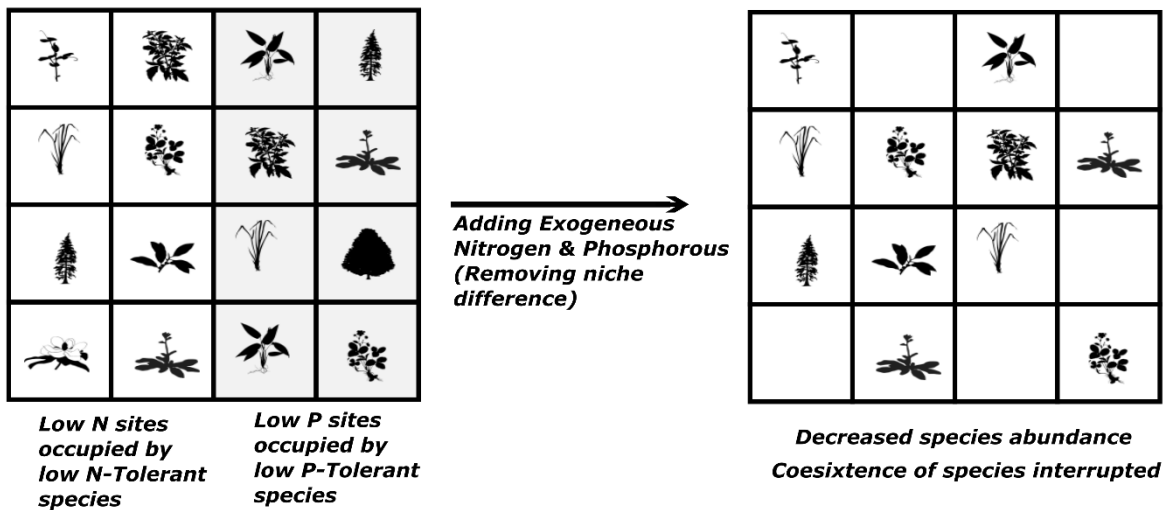 Adding Exogeneous
Nitrogen & Phosphorous
(Removing niche
difference)
Low N sites
occupied by
low N-Tolerant
species
Low P sites
occupied by
low P-Tolerant
species
Decreased species abundance
Coesixtence of species interrupted